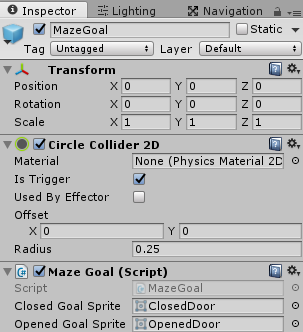 Inspector Lighting Navigation
MazeGoal Static
Tag Untagged Layer Default
Transform
Position X 0 Y 0 Z 0
Rotation X 0 Y 0 Z 0
Scale X 1 Y 1 Z 1
Circle Collider 2D
Material None (Physics Material 2D
Is Trigger
Used By Effector
Offset
X 0 Y 0
Radius 0.25
Maze Goal (Script)
Script MazeGoal
Closed Goal Sprite ClosedDoor
Opened Goal Sprite OpenedDoor